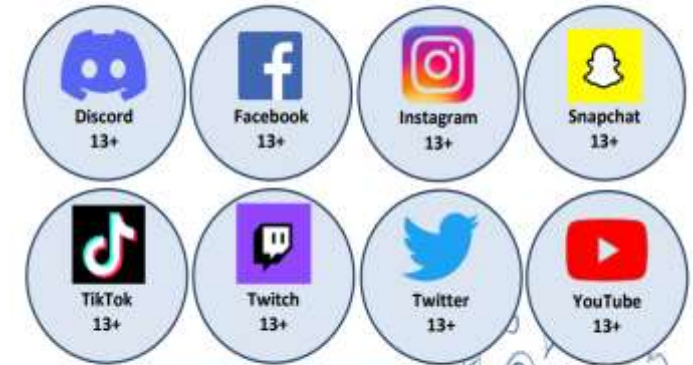 Discord
13+
Facebook
13+
Instagram
13+
Snapchat
13+
TikTok
13+
Twitch
13+
Twitter
13+
YouTube
13+